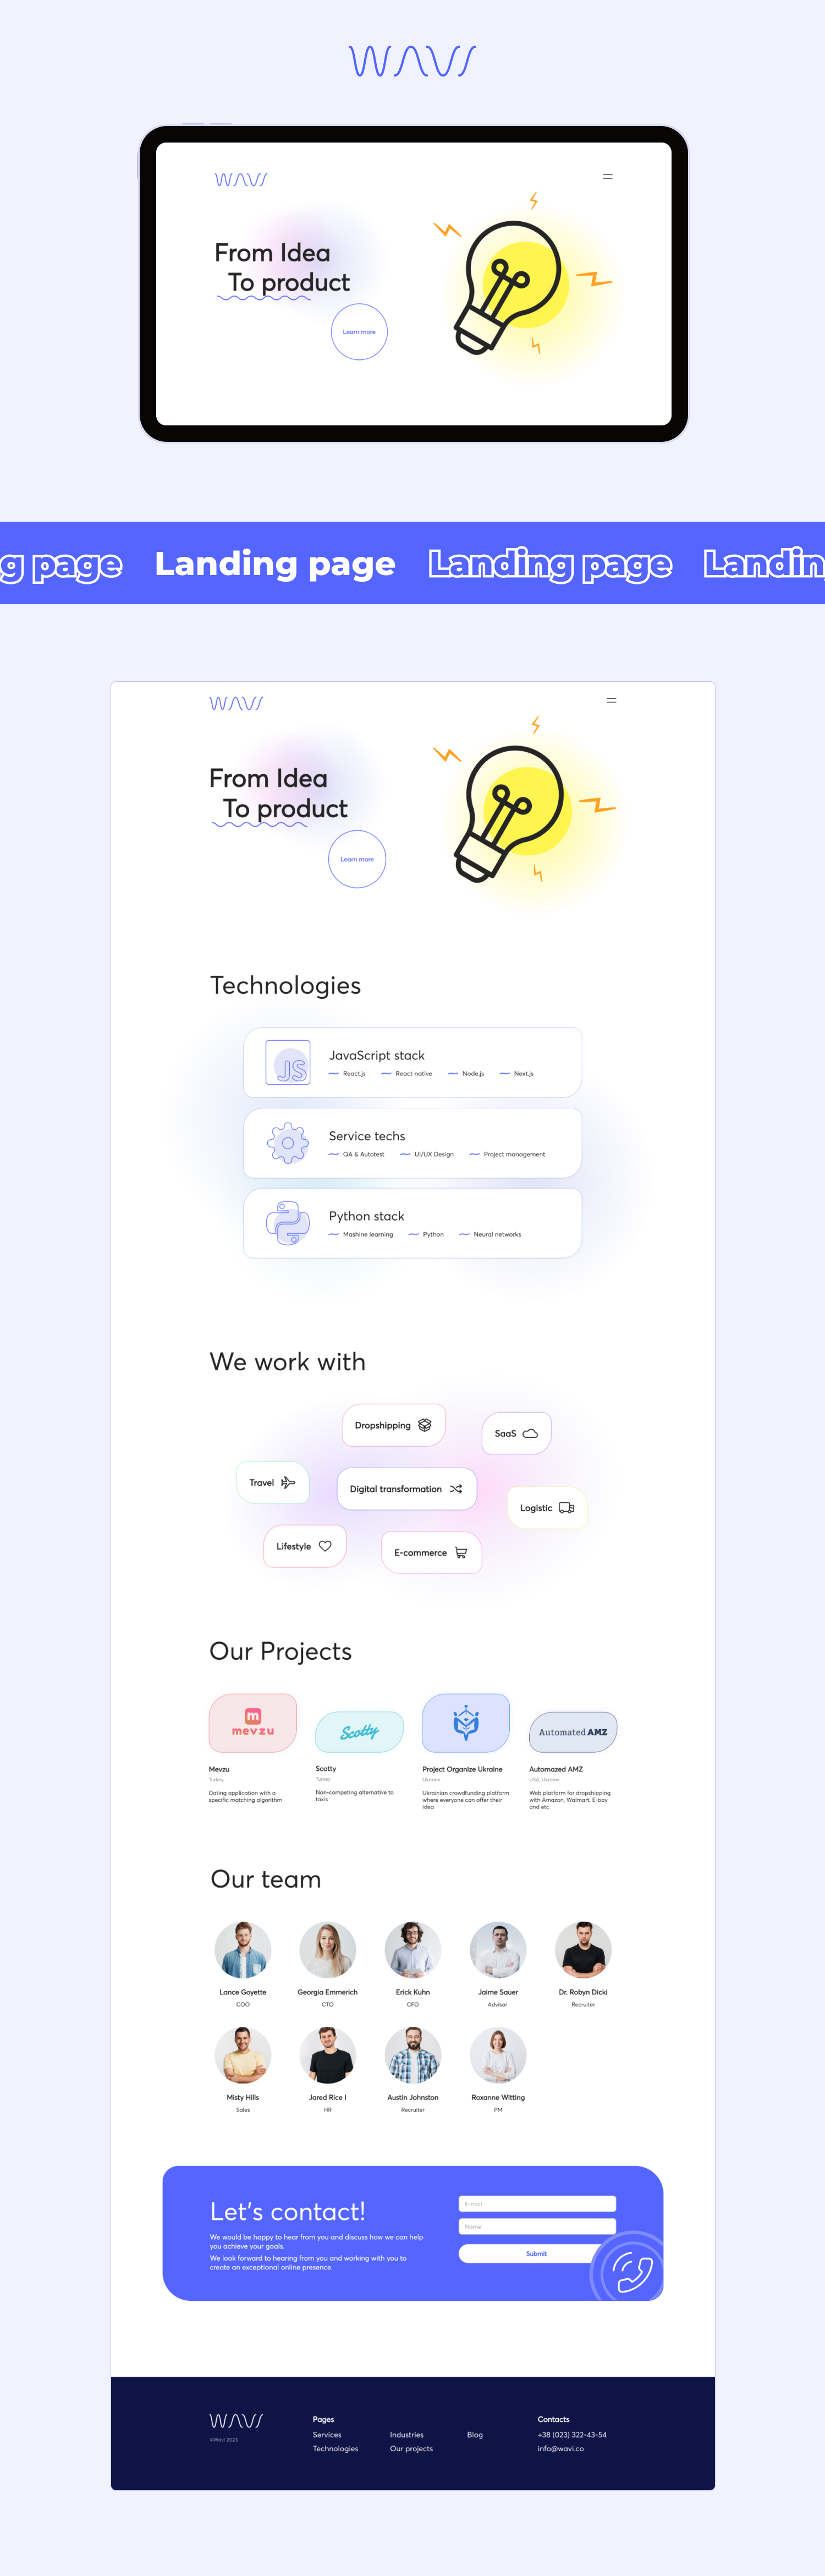 WAVI
WAVI
From Idea
To product
Learn more
g page Landing page Landing page Landin
WAVI
From Idea
To product
Learn more
Technologies
JS
JavaScript stack
React.js React native Node.js Next.js
Service techs
QA & Autotest UI/UX Design Project management
Python stack
Mashine learning Python Neural networks
We work with
Dropshipping
SaaS
Travel
Digital transformation
Logistic
Lifestyle
E-commerce
Our Projects
m
mevzu
Scotty
Automated AMZ
Mevzu
Turkey
Dating application with a
specific matching algorithm
Scotty
Turkey
Non-competing alternative to
taxis
Project Organize Ukraine
Ukraine
Ukrainian crowdfunding platform
where everyone can offer their
idea
Automazed AMZ
USA, Ukraine
Web platform for dropshipping
with Amazon, Walmart, E-bay
and etc
Our team
Lance Goyette
COO
Georgia Emmerich
CTO
Erick Kuhn
CFO
Jaime Sauer
Advisor
Dr. Robyn Dicki
Recruiter
Misty Hills
Sales
Jared Rice I
HR
Austin Johnston
Recruiter
Roxanne Witting
PM
Let's contact!
We would be happy to hear from you and discuss how we can help
you achieve your goals.
We look forward to hearing from you and working with you to
create an exceptional online presence.
E-mail
Name
Submit
WAVI
©Wavi 2023
Pages
Services Industries Blog
Technologies Our projects
Contacts
+38 (023) 322-43-54
info@wavi.co